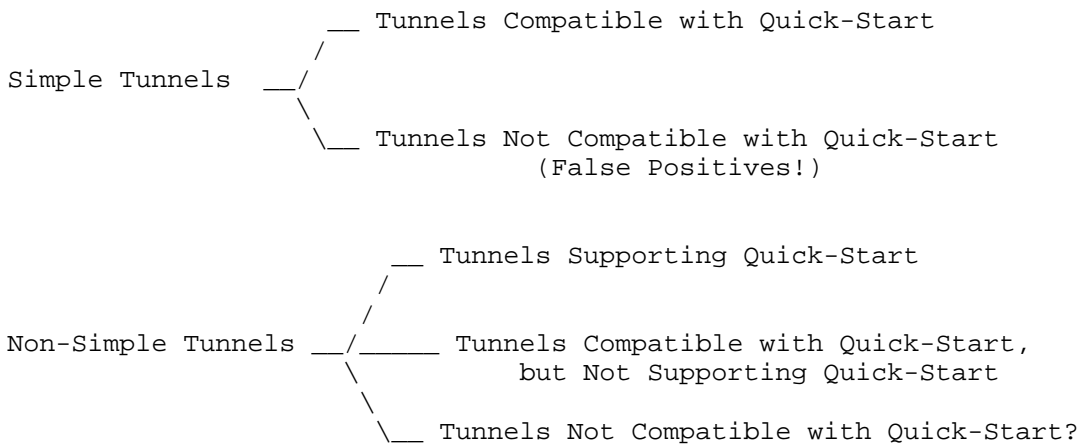 Tunnels Compatible with Quick-Start
Simple Tunnels
Tunnels Not Compatible with Quick-Start
(False Positives!)
Tunnels Supporting Quick-Start
Non-Simple Tunnels
Tunnels Compatible with Quick-Start,
but Not Supporting Quick-Start
Tunnels Not Compatible with Quick-Start?